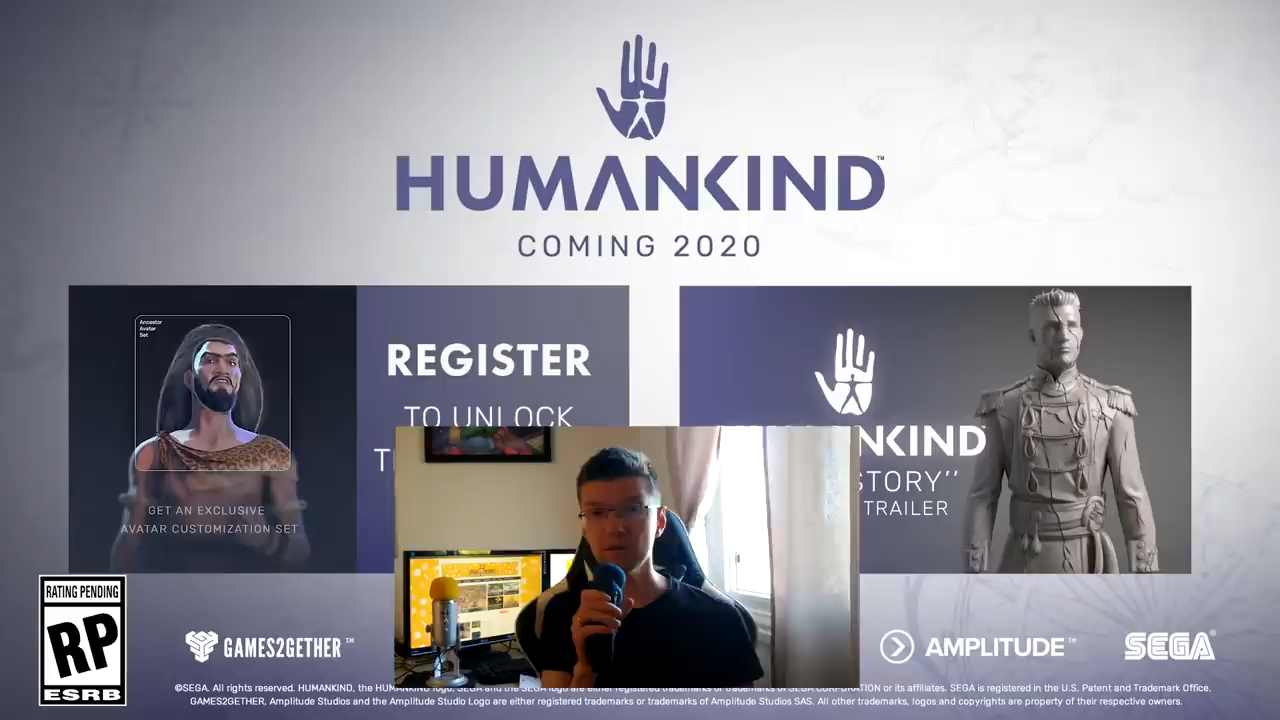 HUMANKIND™
COMING 2020
Ancestor
Avatar
Set
REGISTER
TO UNLOCK
GET AN EXCLUSIVE
AVATAR CUSTOMIZATION SET
NKIND
STORY"
TRAILER
RATING PENDING
RP
ESRB
GAMES2GETHER™
AMPLITUDE™
SEGA®
©SEGA. All rights reserved. HUMANKIND, the HUMANKIND logo, SEGA and the SEGA logo are either registered trademarks or trademarks of SEGA CORPORATION or its affiliates. SEGA is registered in the U.S. Patent and Trademark Office.
GAMES2GETHER, Amplitude Studios and the Amplitude Studio Logo are either registered trademarks or trademarks of Amplitude Studios SAS. All other trademarks, logos and copyrights are property of their respective owners.